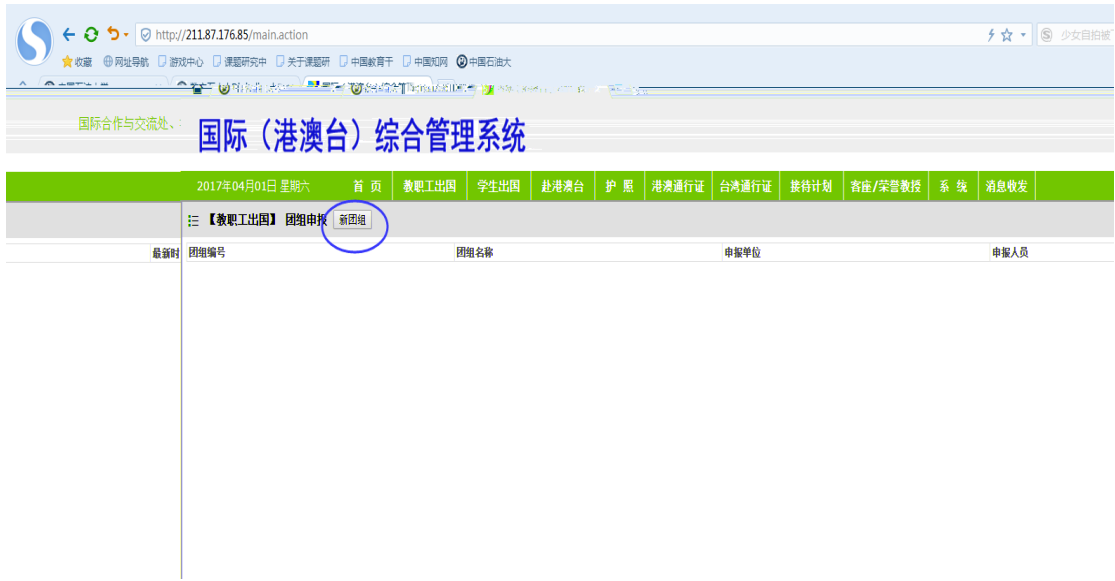 http://211.87.176.85/main.action
少女自拍被
收藏 网址导航 游戏中心 课题研究中 关于课题研 中国教育干 中国知网 中国石油大
国际合作与交流处、
国际（港澳台）综合管理系统
2017年04月01日 星期六 首 页 教职工出国 学生出国 赴港澳台 护 照 港澳通行证 台湾通行证 接待计划 客座/荣誉教授 系 统 消息收发
【教职工出国】 团组申报 新团组
最新时 团组编号 团组名称 申报单位 申报人员